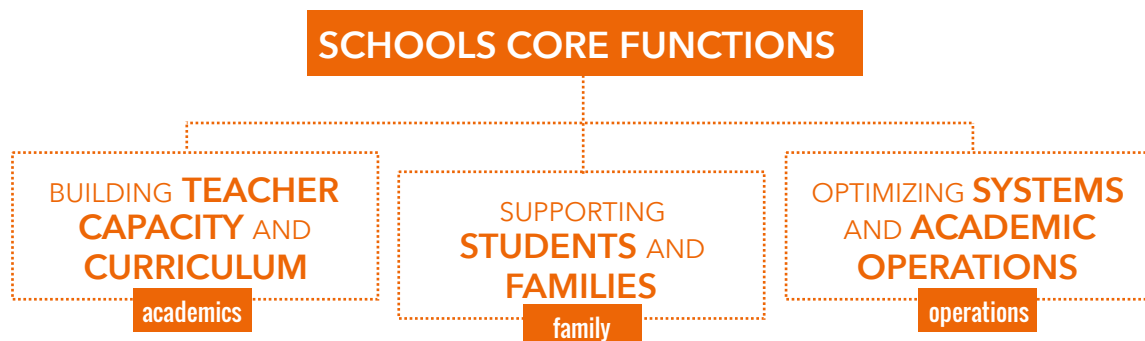 SCHOOLS CORE FUNCTIONS
BUILDING TEACHER
CAPACITY AND
CURRICULUM
academics
SUPPORTING
STUDENTS AND
FAMILIES
family
OPTIMIZING SYSTEMS
AND ACADEMIC
OPERATIONS
operations